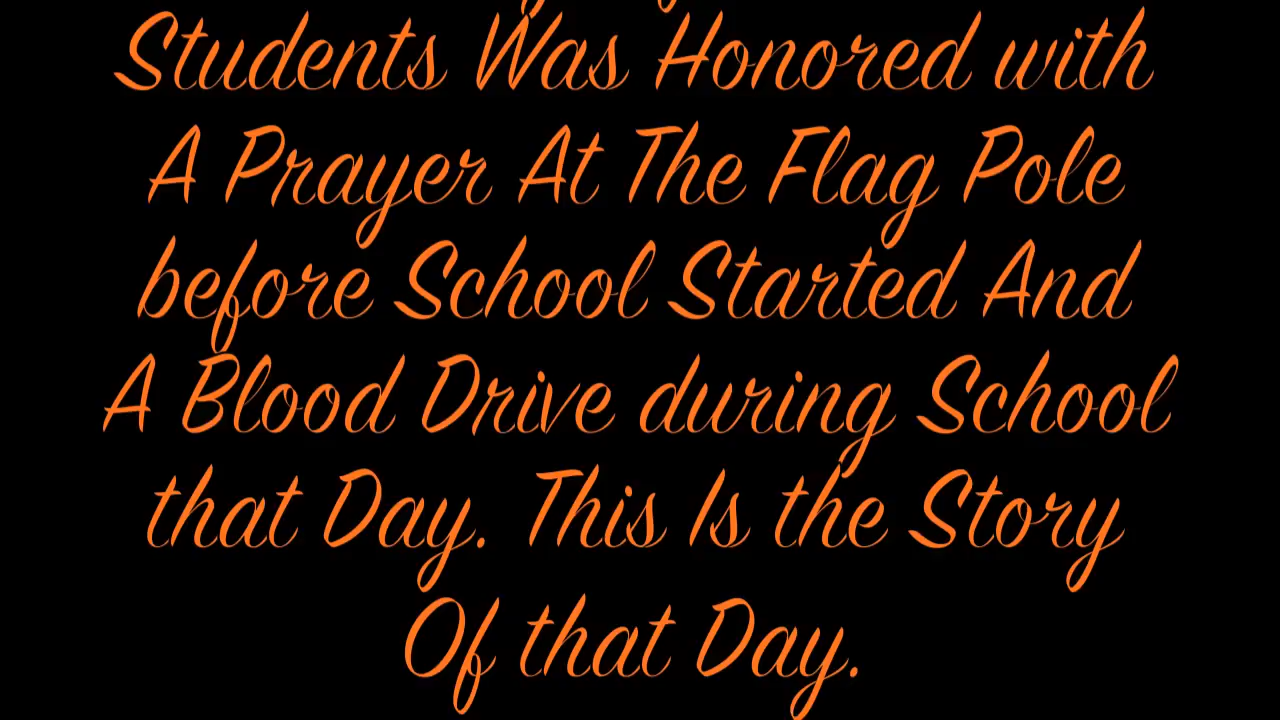 Students Was Honored with
A Prayer At The Flag Pole
before School Started And
A Blood Drive during School
that Day. This Is the Story
Of that Day.